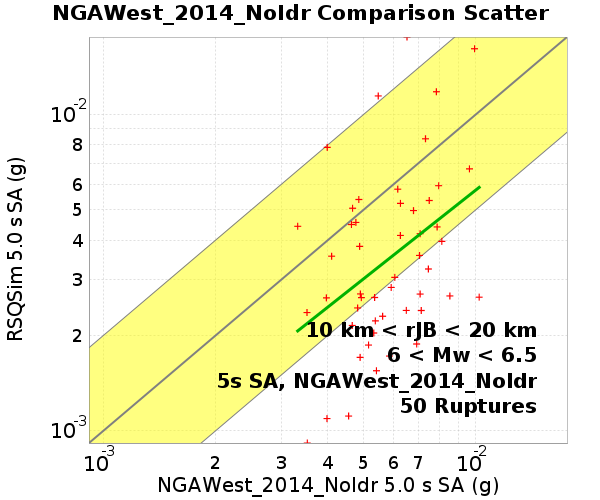 NGAWest_2014_NoIdr Comparison Scatter
RSQSim 5.0 s SA (g)
10-2
8
6
5
4
3
2
10-3
10 km < rJB < 20 km
6 < Mw < 6.5
5s SA, NGAWest_2014_NoIdr
50 Ruptures
10-3 2 3 4 5 6 7 10-2
NGAWest_2014_NoIdr 5.0 s SA (g)